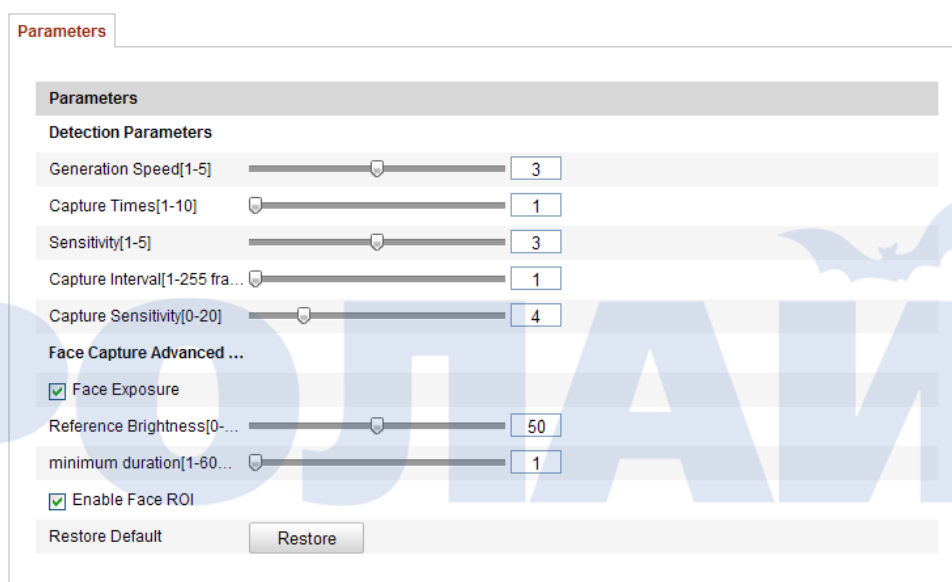 Parameters
Parameters
Detection Parameters
Generation Speed[1-5] 3
Capture Times[1-10] 1
Sensitivity[1-5] 3
Capture Interval[1-255 fra... 1
Capture Sensitivity[0-20] 4
Face Capture Advanced ...
Face Exposure
Reference Brightness[0-... 50
minimum duration[1-60... 1
Enable Face ROI
Restore Default Restore
РОЛАЙ